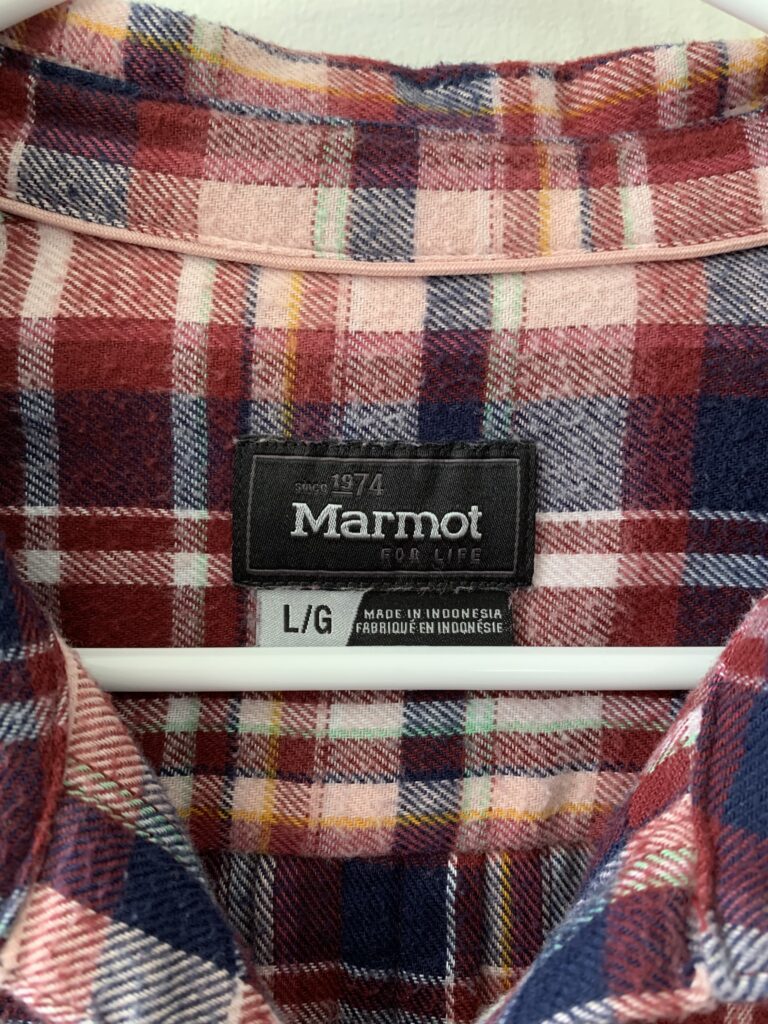 SINCE 1974
Marmot
FOR LIFE
L/G
MADE IN INDONESIA
FABRIQUÉ EN INDONÉSIE